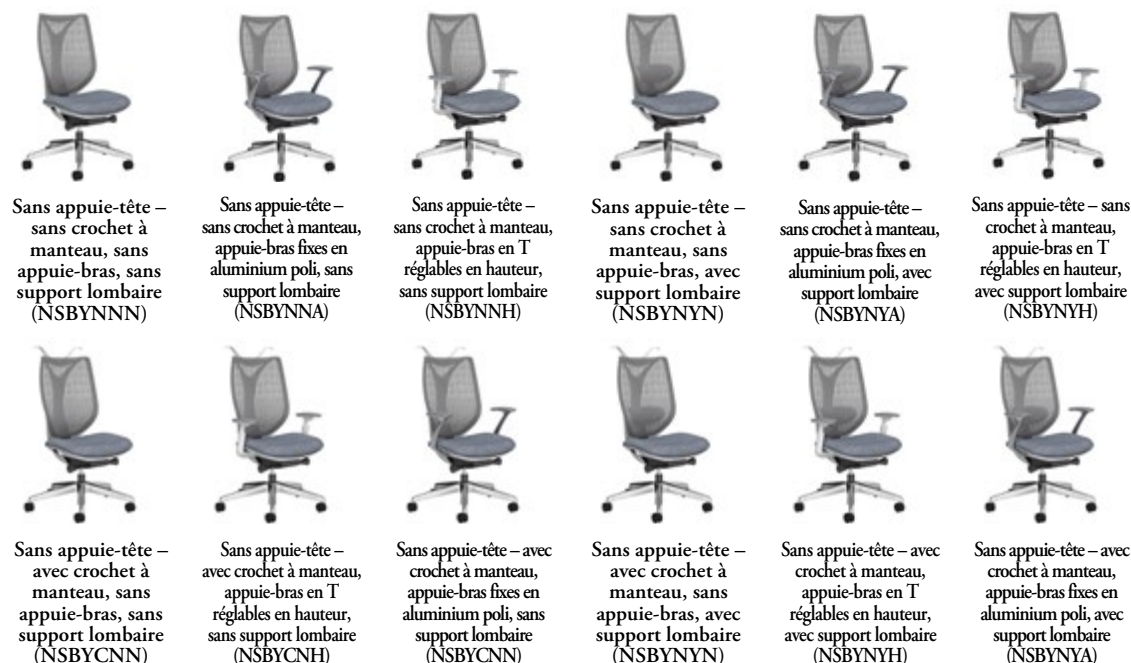 Sans appuie-tête –
sans crochet à
manteau, sans
appuie-bras, sans
support lombaire
(NSBYNNN)
Sans appuie-tête –
sans crochet à manteau,
appuie-bras fixes en
aluminium poli, sans
support lombaire
(NSBYNNA)
Sans appuie-tête –
sans crochet à manteau,
appuie-bras en T
réglables en hauteur,
sans support lombaire
(NSBYNNH)
Sans appuie-tête –
sans crochet à
manteau, sans
appuie-bras, avec
support lombaire
(NSBYNYN)
Sans appuie-tête –
sans crochet à manteau,
appuie-bras fixes en
aluminium poli, avec
support lombaire
(NSBYNYA)
Sans appuie-tête – sans
crochet à manteau,
appuie-bras en T
réglables en hauteur,
avec support lombaire
(NSBYNYH)
Sans appuie-tête –
avec crochet à
manteau, sans
appuie-bras, sans
support lombaire
(NSBYCNN)
Sans appuie-tête –
avec crochet à manteau,
appuie-bras en T
réglables en hauteur,
sans support lombaire
(NSBYCNH)
Sans appuie-tête – avec
crochet à manteau,
appuie-bras fixes en
aluminium poli, sans
support lombaire
(NSBYCNN)
Sans appuie-tête –
avec crochet à
manteau, sans
appuie-bras, avec
support lombaire
(NSBYNYN)
Sans appuie-tête – avec
crochet à manteau,
appuie-bras en T
réglables en hauteur,
avec support lombaire
(NSBYNYH)
Sans appuie-tête – avec
crochet à manteau,
appuie-bras fixes en
aluminium poli, avec
support lombaire
(NSBYNYA)